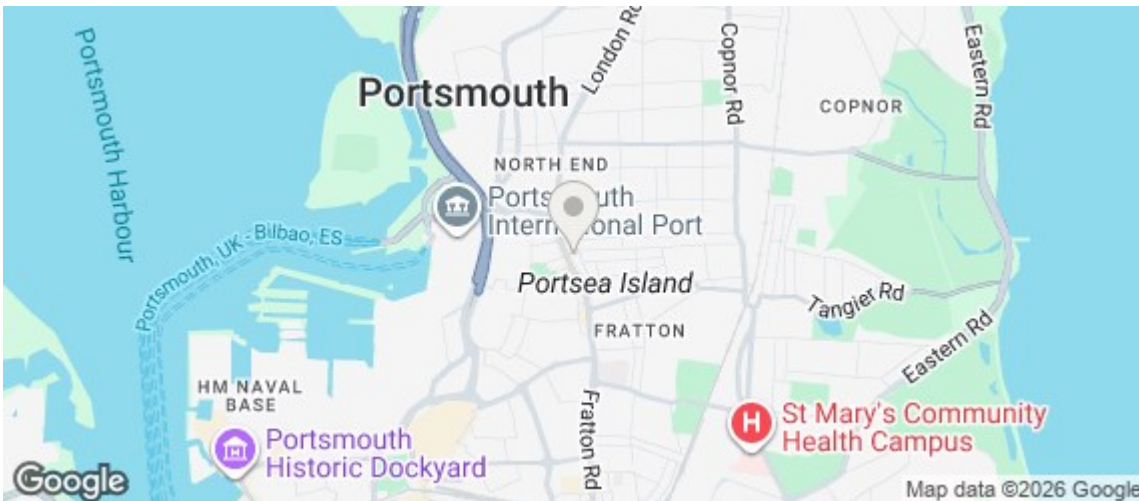 Portsmouth Harbour
Portsmouth
London Rd
Copnor Rd
Eastern Rd
COPNOR
NORTH END
Portsmouth
International Port
Portsmouth, UK - Bilbao, ES
Portsea Island
Tangier Rd
FRATTON
Eastern Rd
HM NAVAL
BASE
Fratton Rd
St Mary's Community
Health Campus
H
Portsmouth
Historic Dockyard
Google
Map data ©2026 Google